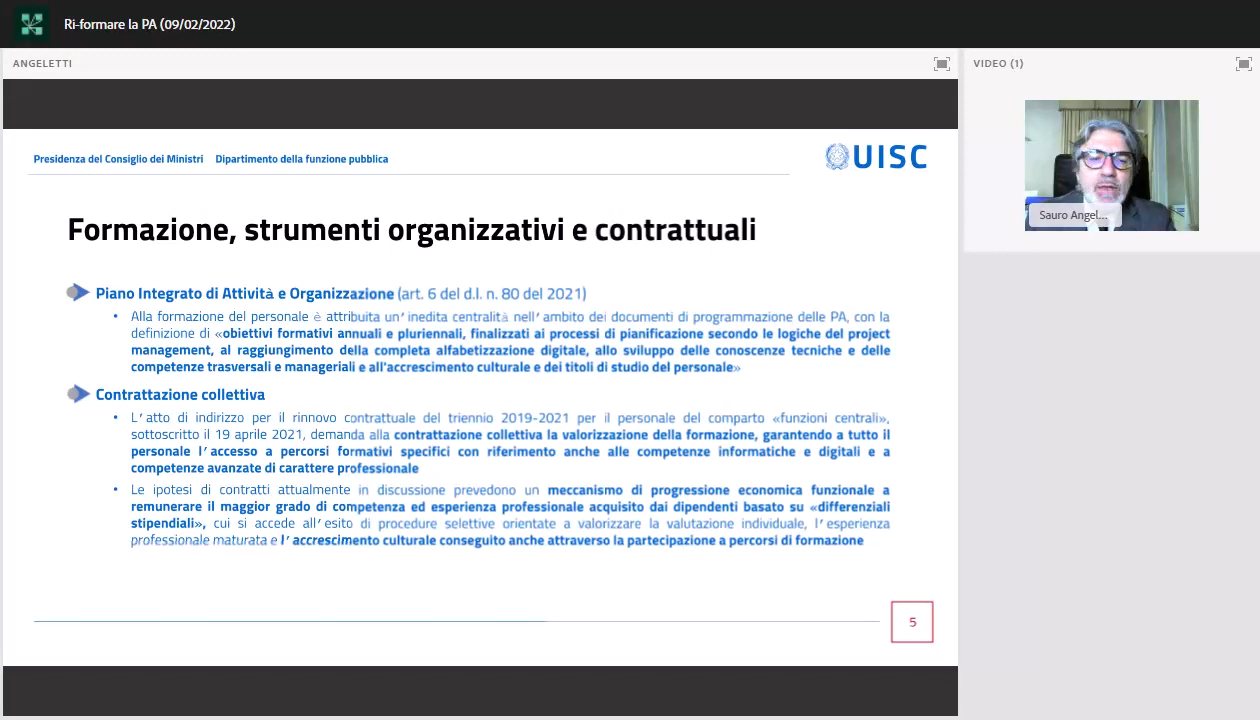 Ri-formare la PA (09/02/2022)
ANGELETTI
VIDEO (1)
Presidenza del Consiglio dei Ministri Dipartimento della funzione pubblica
UISC
Sauro Angel...
Formazione, strumenti organizzativi e contrattuali
Piano Integrato di Attività e Organizzazione (art. 6 del d.l. n. 80 del 2021)
• Alla formazione del personale è attribuita un'inedita centralità nell'ambito dei documenti di programmazione delle PA, con la
definizione di «obiettivi formativi annuali e pluriennali, finalizzati ai processi di pianificazione secondo le logiche del project
management, al raggiungimento della completa alfabetizzazione digitale, allo sviluppo delle conoscenze tecniche e delle
competenze trasversali e manageriali e all'accrescimento culturale e dei titoli di studio del personale»
Contrattazione collettiva
• L'atto di indirizzo per il rinnovo contrattuale del triennio 2019-2021 per il personale del comparto «funzioni centrali»,
sottoscritto il 19 aprile 2021, demanda alla contrattazione collettiva la valorizzazione della formazione, garantendo a tutto il
personale l'accesso a percorsi formativi specifici con riferimento anche alle competenze informatiche e digitali e a
competenze avanzate di carattere professionale
• Le ipotesi di contratti attualmente in discussione prevedono un meccanismo di progressione economica funzionale a
remunerare il maggior grado di competenza ed esperienza professionale acquisito dai dipendenti basato su «differenziali
stipendiali», cui si accede all'esito di procedure selettive orientate a valorizzare la valutazione individuale, l'esperienza
professionale maturata e l'accrescimento culturale conseguito anche attraverso la partecipazione a percorsi di formazione
5